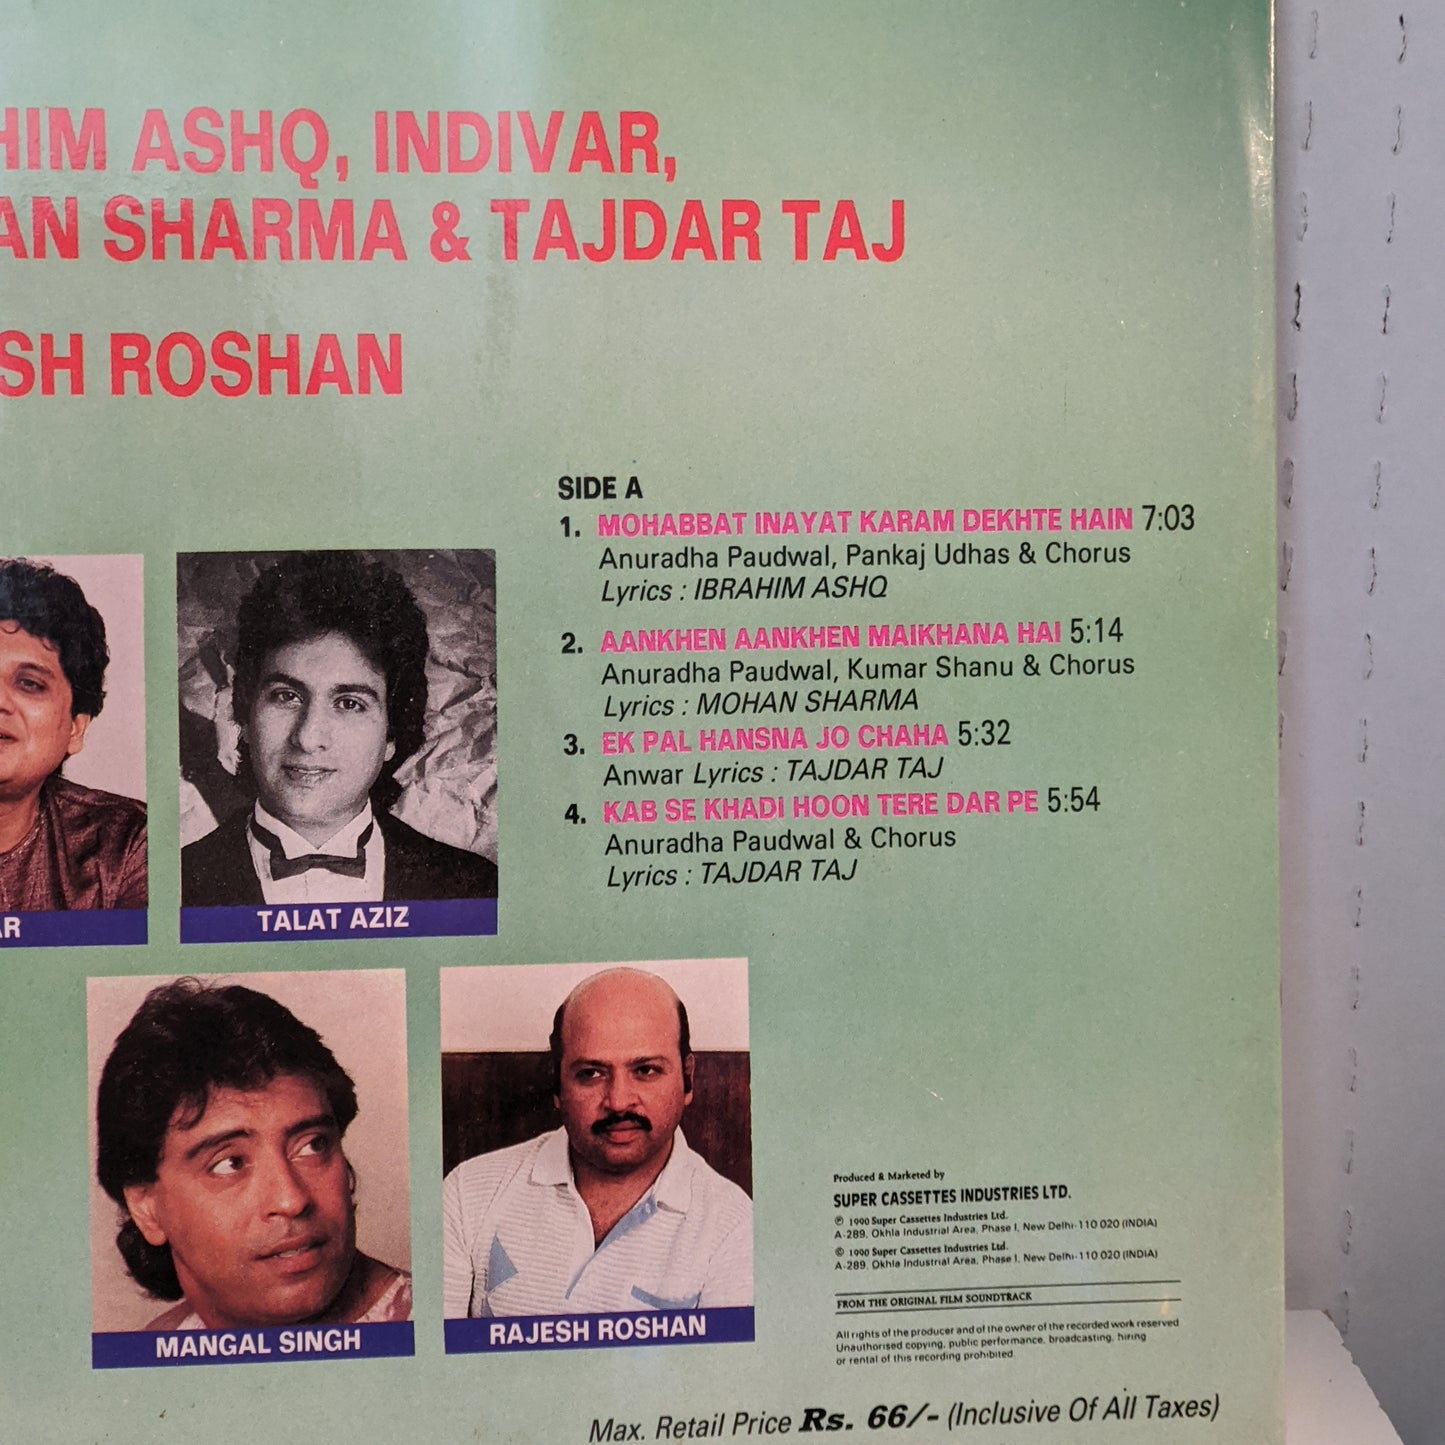 HIM ASHQ, INDIVAR,
AN SHARMA & TAJDAR TAJ
SH ROSHAN
SIDE A
1. MOHABBAT INAYAT KARAM DEKHTE HAIN 7:03
Anuradha Paudwal, Pankaj Udhas & Chorus
Lyrics : IBRAHIM ASHQ
2. AANKHEN AANKHEN MAIKHANA HAI 5:14
Anuradha Paudwal, Kumar Shanu & Chorus
Lyrics : MOHAN SHARMA
3. EK PAL HANSNA JO CHAHA 5:32
Anwar Lyrics : TAJDAR TAJ
4. KAB SE KHADI HOON TERE DAR PE 5:54
Anuradha Paudwal & Chorus
Lyrics : TAJDAR TAJ
AR
TALAT AZIZ
MANGAL SINGH
RAJESH ROSHAN
Produced & Marketed by
SUPER CASSETTES INDUSTRIES LTD.
℗ 1990 Super Cassettes Industries Ltd.
A-289, Okhla Industrial Area, Phase I, New Delhi-110 020 (INDIA)
© 1990 Super Cassettes Industries Ltd.
A-289, Okhla Industrial Area, Phase I, New Delhi-110 020 (INDIA)
FROM THE ORIGINAL FILM SOUNDTRACK
All rights of the producer and of the owner of the recorded work reserved
Unauthorised copying, public performance, broadcasting, hiring
or rental of this recording prohibited.
Max. Retail Price Rs. 66/- (Inclusive Of All Taxes)